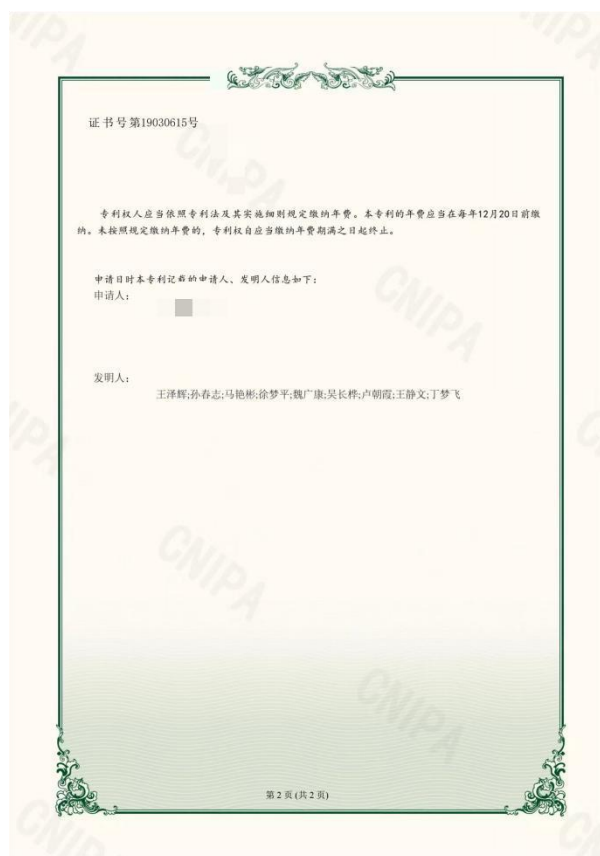 证书号第19030615号
专利权人应当依照专利法及其实施细则规定缴纳年费。本专利的年费应当在每年12月20日前缴
纳。未按照规定缴纳年费的，专利权自应当缴纳年费期满之日起终止。
申请日时本专利记载的申请人、发明人信息如下：
申请人：
发明人：
王泽辉;孙春志;马艳彬;徐梦平;魏广康;吴长桦;卢朝霞;王静文;丁梦飞
第 2 页 (共 2 页)
CNIPA
CNIPA
CNIPA
CNIPA
CNIPA